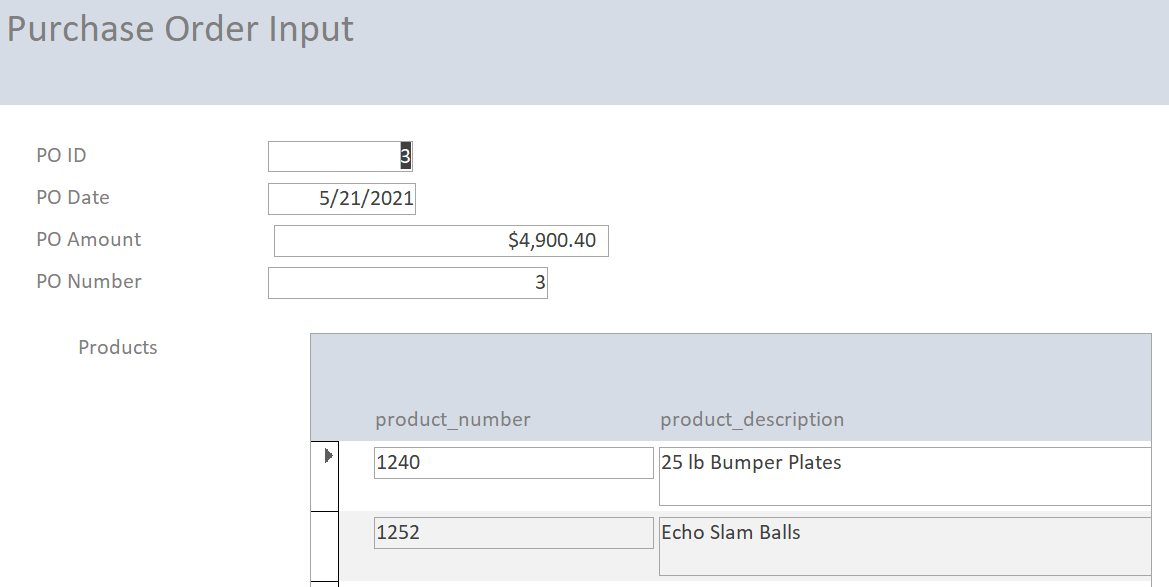 Purchase Order Input
PO ID 3
PO Date 5/21/2021
PO Amount $4,900.40
PO Number 3
Products
product_number product_description
1240 25 lb Bumper Plates
1252 Echo Slam Balls